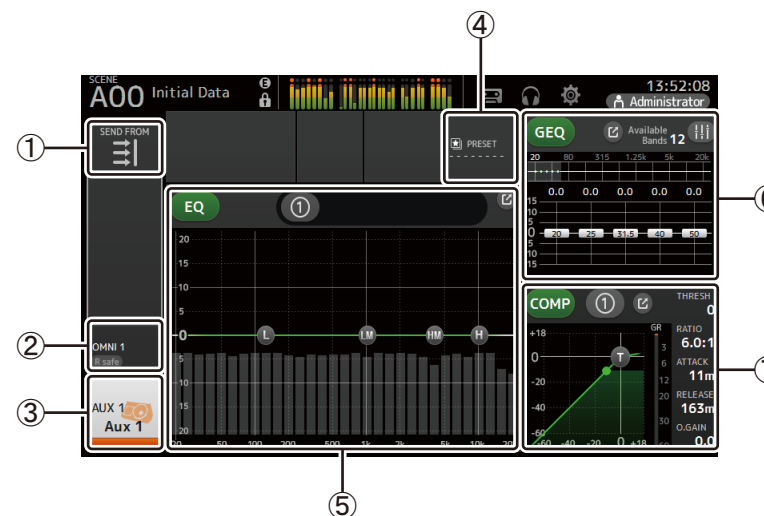 ④
SCENE
A00 Initial Data
E
13:52:08
Administrator
①
SEND FROM
PRESET
GEQ
Available
Bands 12
20 80 315 1.25k 5k 20k
0.0 0.0 0.0 0.0 0.0
15
10
5
0
5
10
15
20 25 31.5 40 50
EQ
①
20
15
10
5
0
5
10
15
20
L LM HM H
20 50 100 200 500 1k 2k 5k 10k 20
②
OMNI 1
R safe
③
AUX 1
Aux 1
COMP
①
THRESH
0
GR
RATIO
6.0:1
ATTACK
11m
RELEASE
163m
O.GAIN
0.0
+18
0
-20
-40
-60
T
3
6
12
20
30
60
-60 -40 -20 0 +18
⑤